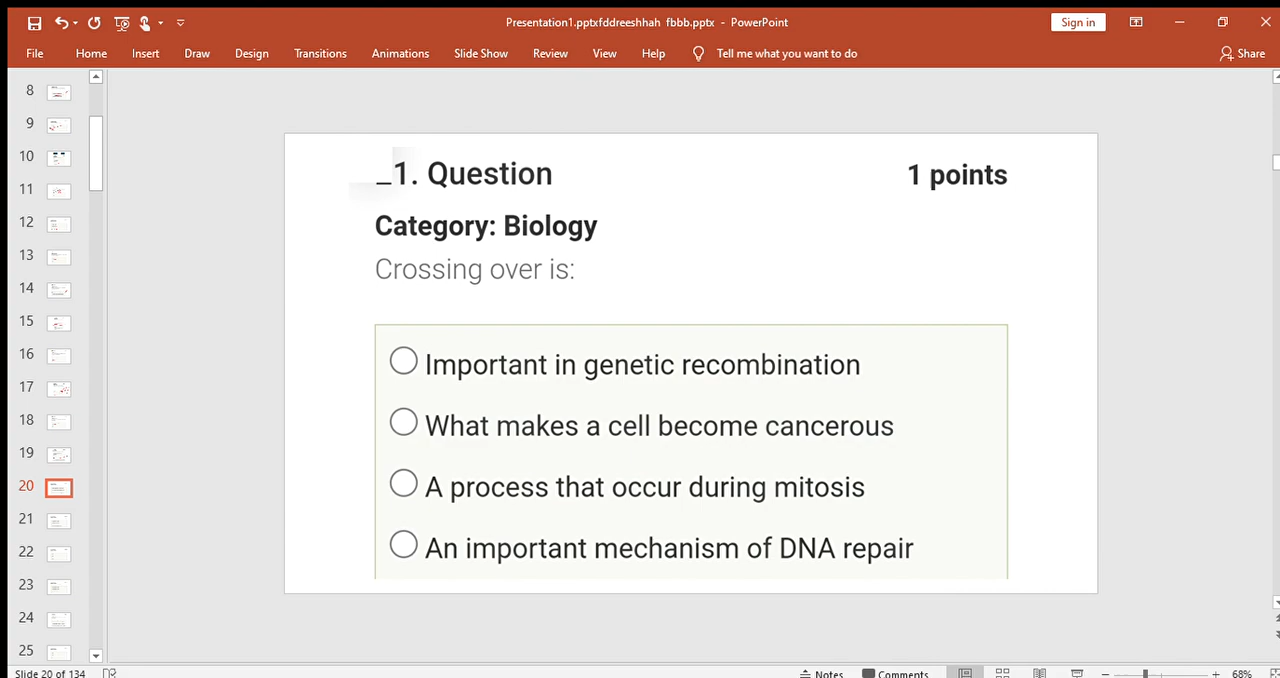 Presentation1.pptxfddreeshhah fbbb.pptx - PowerPoint
Sign in
File Home Insert Draw Design Transitions Animations Slide Show Review View Help Tell me what you want to do Share
8
9
10
11
12
13
14
15
16
17
18
19
20
21
22
23
24
25
_1. Question 1 points
Category: Biology
Crossing over is:
Important in genetic recombination
What makes a cell become cancerous
A process that occur during mitosis
An important mechanism of DNA repair
Slide 20 of 134 Notes Comments 68%